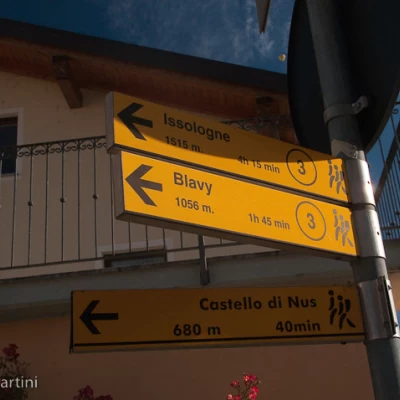 Issologne
1515 m. 4h 15 min 3
Blavy
1056 m. 1h 45 min 3
Castello di Nus
680 m 40min
artini